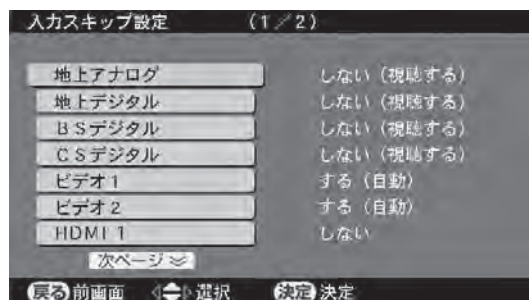 入力スキップ設定 (1／2)
地上アナログ しない（視聴する）
地上デジタル しない（視聴する）
ＢＳデジタル しない（視聴する）
ＣＳデジタル しない（視聴する）
ビデオ1 する（自動）
ビデオ2 する（自動）
HDMI 1 しない
次ページ
戻る 前画面 選択 決定 決定